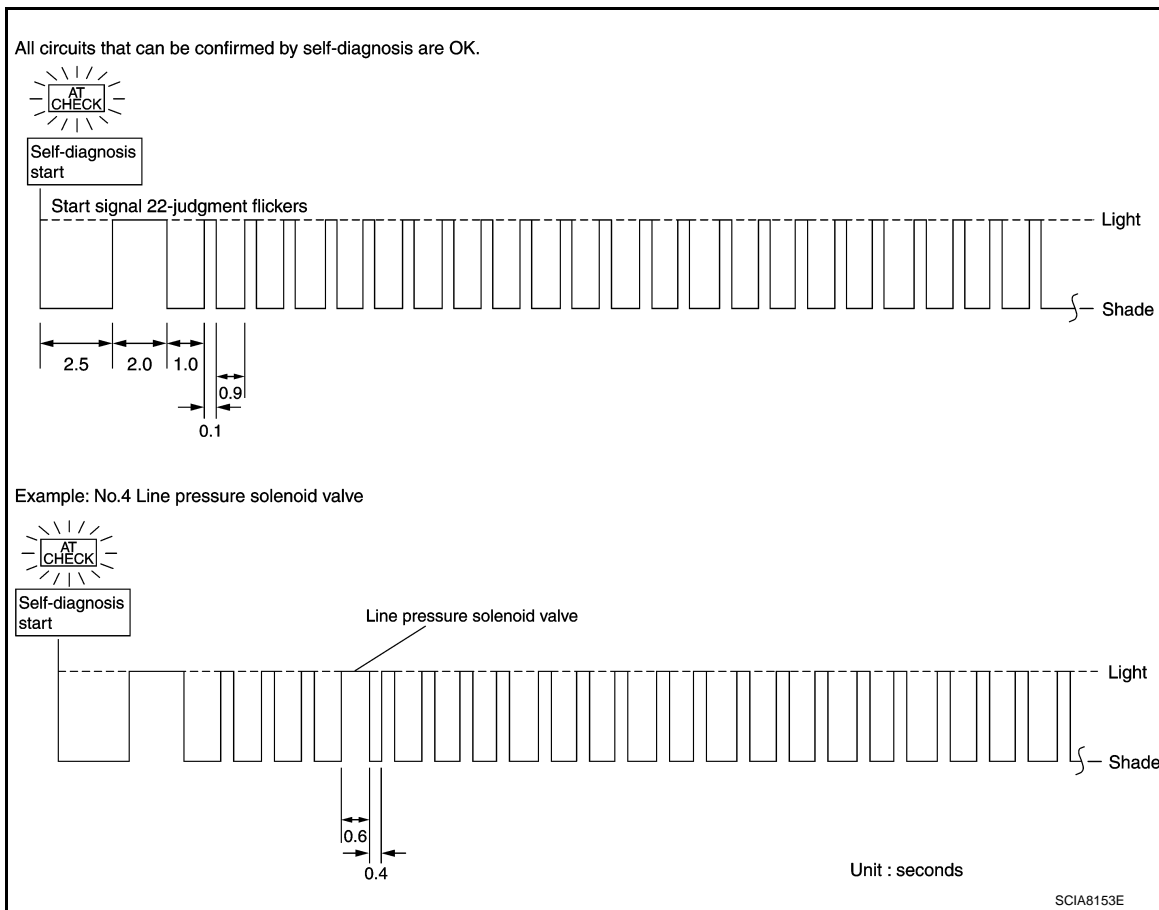 All circuits that can be confirmed by self-diagnosis are OK.
AT
CHECK
Self-diagnosis
start
Start signal 22-judgment flickers
Light
Shade
2.5
2.0
1.0
0.9
0.1
Example: No.4 Line pressure solenoid valve
AT
CHECK
Self-diagnosis
start
Line pressure solenoid valve
Light
Shade
0.6
0.4
Unit : seconds
SCIA8153E